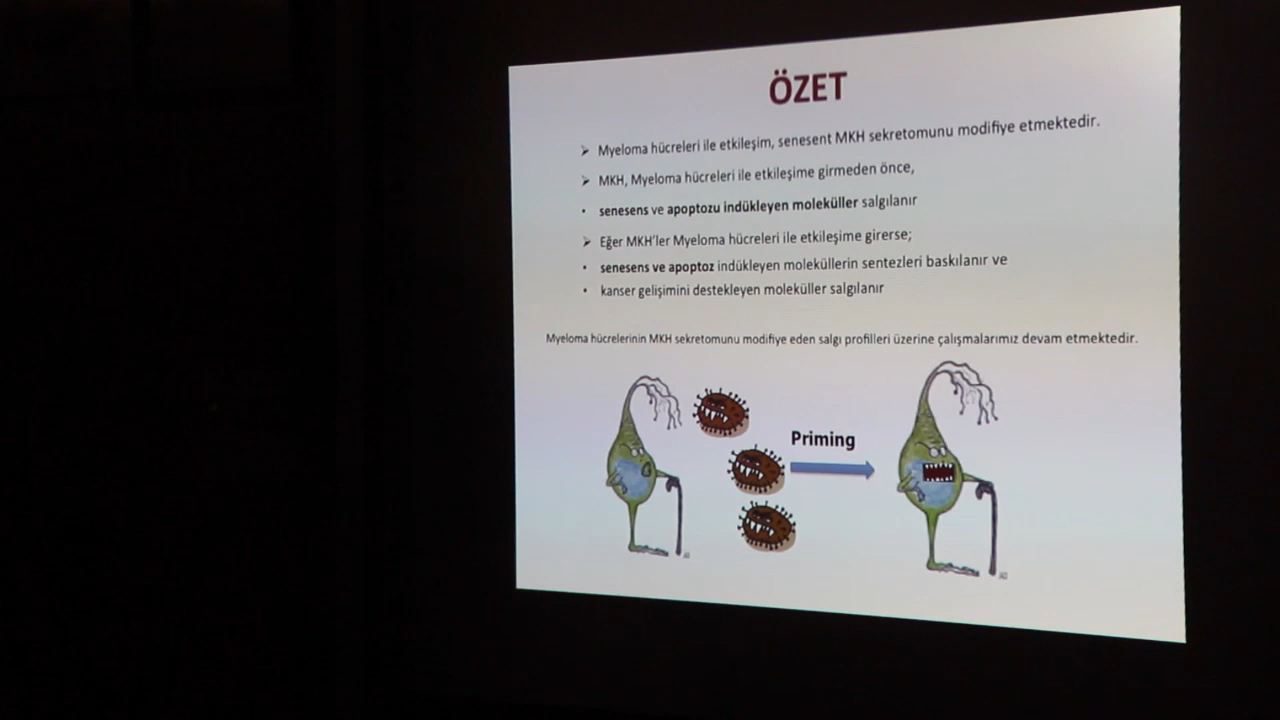 ÖZET
➢ Myeloma hücreleri ile etkileşim, senesent MKH sekretomunu modifiye etmektedir.
➢ MKH, Myeloma hücreleri ile etkileşime girmeden önce,
• senesens ve apoptozu indükleyen moleküller salgılanır
➢ Eğer MKH'ler Myeloma hücreleri ile etkileşime girerse;
• senesens ve apoptoz indükleyen moleküllerin sentezleri baskılanır ve
• kanser gelişimini destekleyen moleküller salgılanır
Myeloma hücrelerinin MKH sekretomunu modifiye eden salgı profilleri üzerine çalışmalarımız devam etmektedir.
Priming